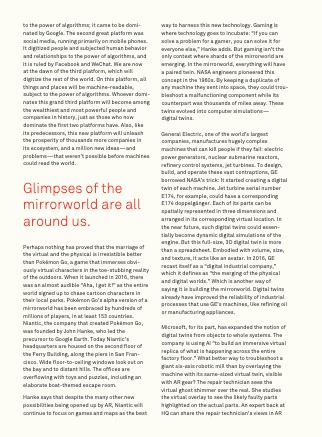 to the power of algorithms; it came to be domi-
nated by Google. The second great platform was
social media, running primarily on mobile phones.
It digitized people and subjected human behavior
and relationships to the power of algorithms, and
it is ruled by Facebook and WeChat. We are now
at the dawn of the third platform, which will
digitize the rest of the world. On this platform, all
things and places will be machine-readable,
subject to the power of algorithms. Whoever domi-
nates this grand third platform will become among
the wealthiest and most powerful people and
companies in history, just as those who now
dominate the first two platforms have. Also, like
its predecessors, this new platform will unleash
the prosperity of thousands more companies in
its ecosystem, and a million new ideas—and
problems—that weren't possible before machines
could read the world.
Glimpses of the
mirrorworld are all
around us.
Perhaps nothing has proved that the marriage of
the virtual and the physical is irresistible better
than Pokémon Go, a game that immerses obvi-
ously virtual characters in the toe-stubbing reality
of the outdoors. When it launched in 2016, there
was an almost audible "Aha, I get it!" as the entire
world signed up to chase cartoon characters in
their local parks. Pokémon Go's alpha version of a
mirrorworld has been embraced by hundreds of
millions of players, in at least 153 countries.
Niantic, the company that created Pokémon Go,
was founded by John Hanke, who led the
precursor to Google Earth. Today Niantic's
headquarters are housed on the second floor of
the Ferry Building, along the piers in San Fran-
cisco. Wide floor-to-ceiling windows look out on
the bay and to distant hills. The offices are
overflowing with toys and puzzles, including an
elaborate boat-themed escape room.
Hanke says that despite the many other new
possibilities being opened up by AR, Niantic will
continue to focus on games and maps as the best
way to harness this new technology. Gaming is
where technology goes to incubate: "If you can
solve a problem for a gamer, you can solve it for
everyone else," Hanke adds. But gaming isn't the
only context where shards of the mirrorworld are
emerging. In the mirrorworld, everything will have
a paired twin. NASA engineers pioneered this
concept in the 1960s. By keeping a duplicate of
any machine they sent into space, they could trou-
bleshoot a malfunctioning component while its
counterpart was thousands of miles away. These
twins evolved into computer simulations—
digital twins.
General Electric, one of the world's largest
companies, manufactures hugely complex
machines that can kill people if they fail: electric
power generators, nuclear submarine reactors,
refinery control systems, jet turbines. To design,
build, and operate these vast contraptions, GE
borrowed NASA's trick: It started creating a digital
twin of each machine. Jet turbine serial number
E174, for example, could have a corresponding
E174 doppelgänger. Each of its parts can be
spatially represented in three dimensions and
arranged in its corresponding virtual location. In
the near future, such digital twins could essen-
tially become dynamic digital simulations of the
engine. But this full-size, 3D digital twin is more
than a spreadsheet. Embodied with volume, size,
and texture, it acts like an avatar. In 2016, GE
recast itself as a "digital industrial company,"
which it defines as "the merging of the physical
and digital worlds." Which is another way of
saying it is building the mirrorworld. Digital twins
already have improved the reliability of industrial
processes that use GE's machines, like refining oil
or manufacturing appliances.
Microsoft, for its part, has expanded the notion of
digital twins from objects to whole systems. The
company is using AI "to build an immersive virtual
replica of what is happening across the entire
factory floor." What better way to troubleshoot a
giant six-axis robotic mill than by overlaying the
machine with its same-sized virtual twin, visible
with AR gear? The repair technician sees the
virtual ghost shimmer over the real. She studies
the virtual overlay to see the likely faulty parts
highlighted on the actual parts. An expert back at
HQ can share the repair technician's views in AR